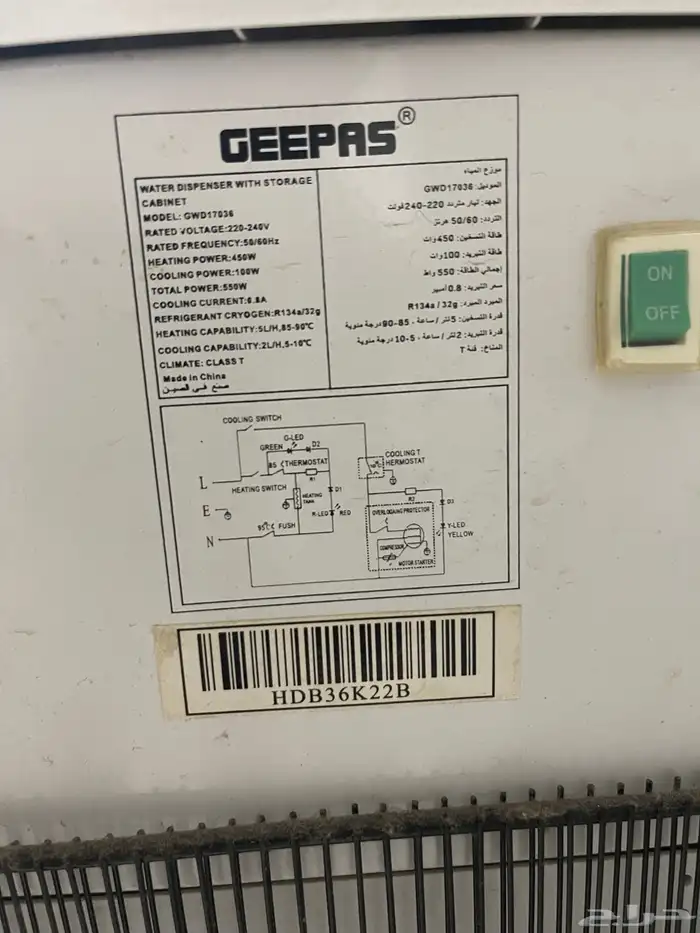 GEEPAS®
WATER DISPENSER WITH STORAGE
CABINET
MODEL: GWD17036
RATED VOLTAGE:220-240V
RATED FREQUENCY:50/60Hz
HEATING POWER:450W
COOLING POWER:100W
TOTAL POWER:550W
COOLING CURRENT:0.8A
REFRIGERANT CRYOGEN:R134a/32g
HEATING CAPABILITY:5L/H,85-90℃
COOLING CAPABILITY:2L/H,5-10℃
CLIMATE: CLASS T
Made in China
صنع في الصين
موزع المياه
الموديل: GWD17036
الجهد: تيار متردد 220-240 فولت
التردد: 50/60 هرتز
طاقة التسخين: 450 وات
طاقة التبريد: 100 وات
إجمالي الطاقة: 550 واط
سعر التبريد: 0.8 أمبير
المبرد المبرد: R134a / 32g
قدرة التسخين: 5 لتر / ساعة ، 85-90 درجة مئوية
قدرة التبريد: 2 لتر / ساعة ، 5-10 درجة مئوية
المناخ: فئة T
ON
OFF
COOLING SWITCH
G-LED
GREEN
D2
85 ℃ THERMOSTAT
R1
L
HEATING SWITCH
HEATING
TANK
D1
R-LED
RED
E
N
95℃ FUSH
COOLING T
HERMOSTAT
R2
D3
OVERLOADING PROTECTOR
Y-LED
YELLOW
COMPRESSOR
MOTOR STARTER
HDB36K22B
حراج